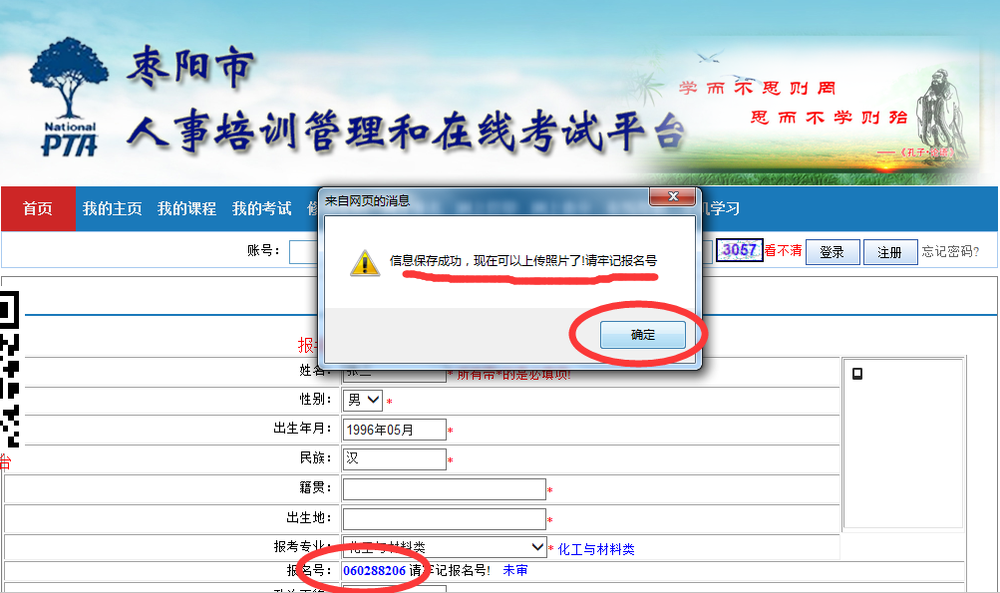 枣阳市
人事培训管理和在线考试平台
National
PTA
学而不思则罔
思而不学则殆
——《孔子·论语》
首页 我的主页 我的课程 我的考试 机学习
来自网页的消息
信息保存成功，现在可以上传照片了!请牢记报名号
确定
账号： 3057 看不清 登录 注册 忘记密码?
报
姓名： 张三 * 所有带*的是必填项!
性别： 男 *
出生年月： 1996年05月 *
民族： 汉 *
籍贯： *
出生地： *
报考专业： 化工与材料类 * 化工与材料类
报名号： 060288206 请牢记报名号! 未审
台